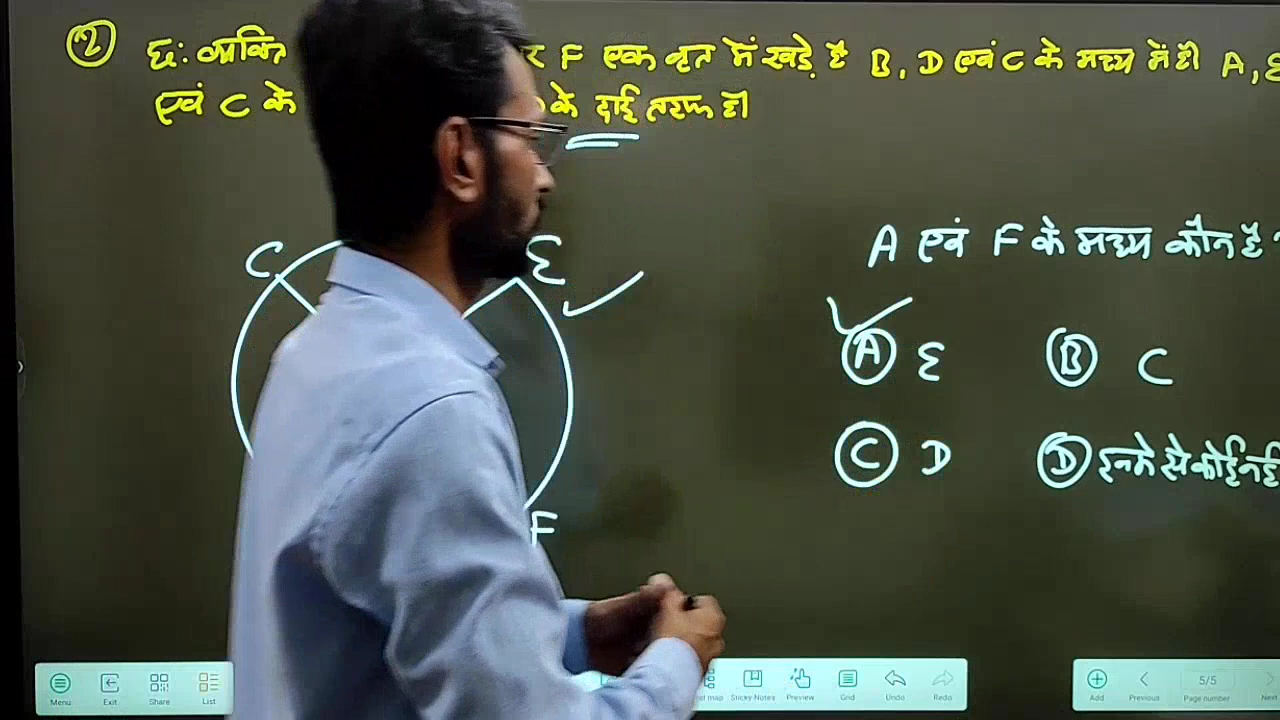 2 छः व्यक्ति F एक वृत में खड़े है B, D एवं C के मध्य में है। A, E
एवं C के के दाई तरफ है।
C E
A एवं F के मध्य कौन है
A E B C
C D D इनमे से कोई नही
F
Menu Exit Share List Sticky Notes Preview Grid Undo Redo Add Previous 5/5 Page number Next